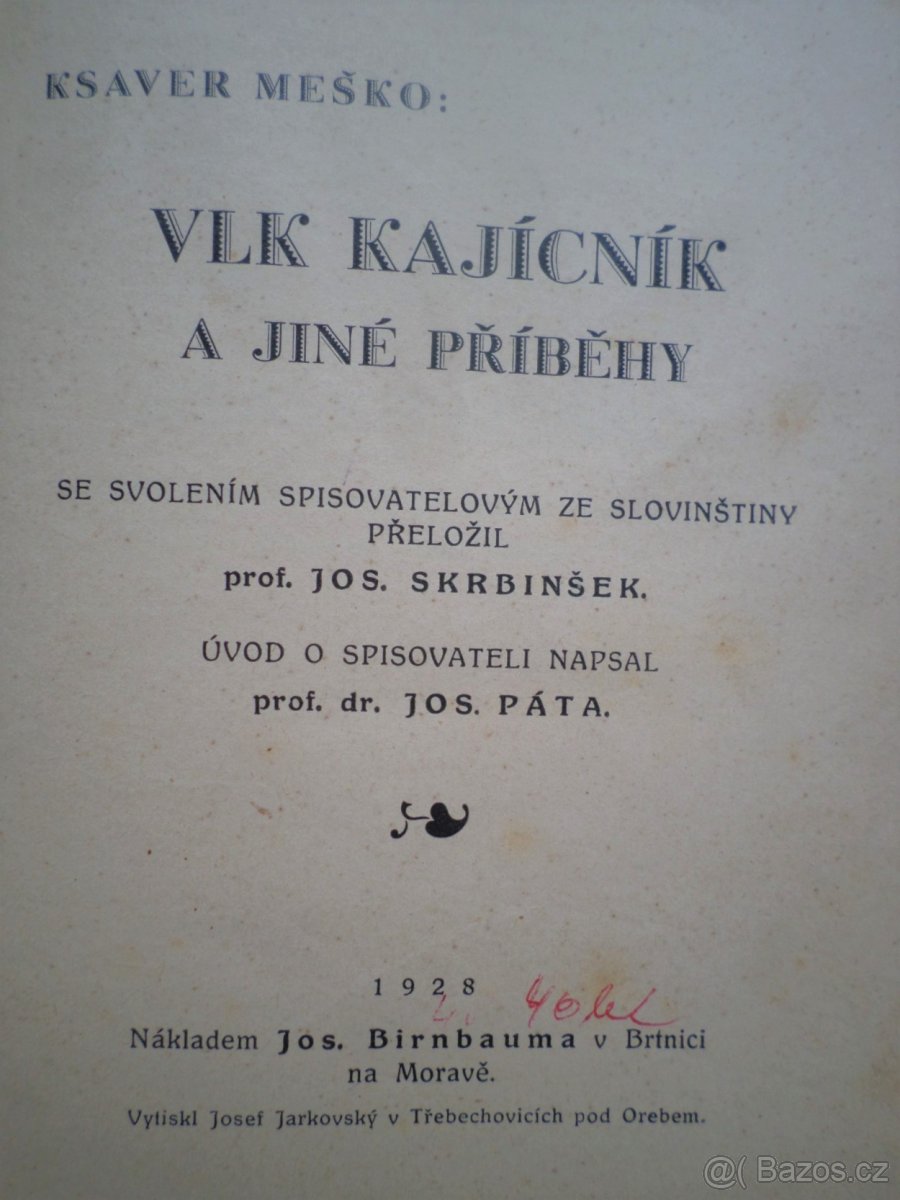 KSAVER MEŠKO:
VLK KAJÍCNÍK
A JINÉ PŘÍBĚHY
SE SVOLENÍM SPISOVATELOVÝM ZE SLOVINŠTINY
PŘELOŽIL
prof. JOS. SKRBINŠEK.
ÚVOD O SPISOVATELI NAPSAL
prof. dr. JOS. PÁTA.
1928
Nákladem Jos. Birnbauma v Brtnici
na Moravě.
Vytiskl Josef Jarkovský v Třebechovicích pod Orebem.
@( Bazos.cz